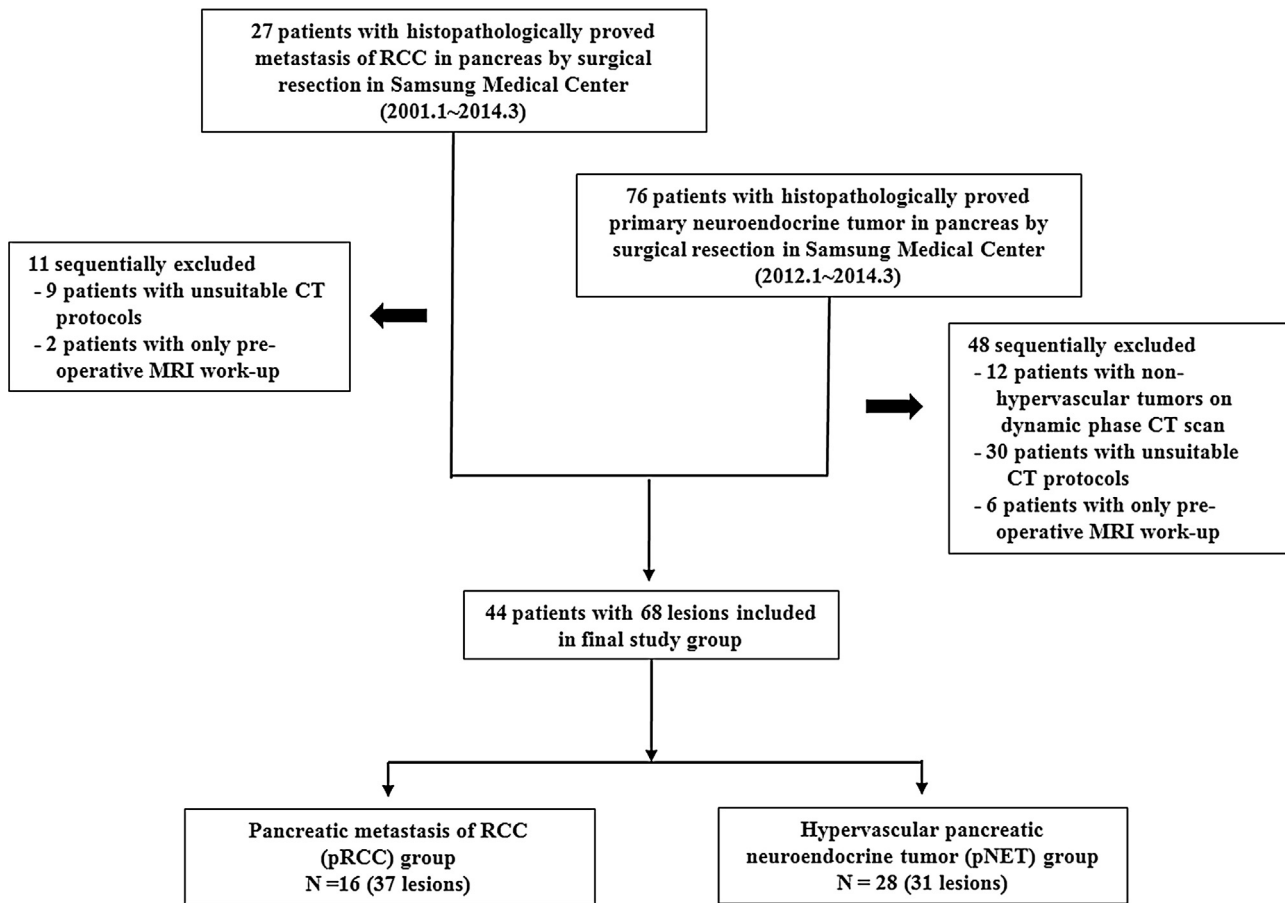 27 patients with histopathologically proved
metastasis of RCC in pancreas by surgical
resection in Samsung Medical Center
(2001.1~2014.3)
76 patients with histopathologically proved
primary neuroendocrine tumor in pancreas by
surgical resection in Samsung Medical Center
(2012.1~2014.3)
11 sequentially excluded
- 9 patients with unsuitable CT
protocols
- 2 patients with only pre-
operative MRI work-up
48 sequentially excluded
- 12 patients with non-
hypervascular tumors on
dynamic phase CT scan
- 30 patients with unsuitable
CT protocols
- 6 patients with only pre-
operative MRI work-up
44 patients with 68 lesions included
in final study group
Pancreatic metastasis of RCC
(pRCC) group
N =16 (37 lesions)
Hypervascular pancreatic
neuroendocrine tumor (pNET) group
N = 28 (31 lesions)